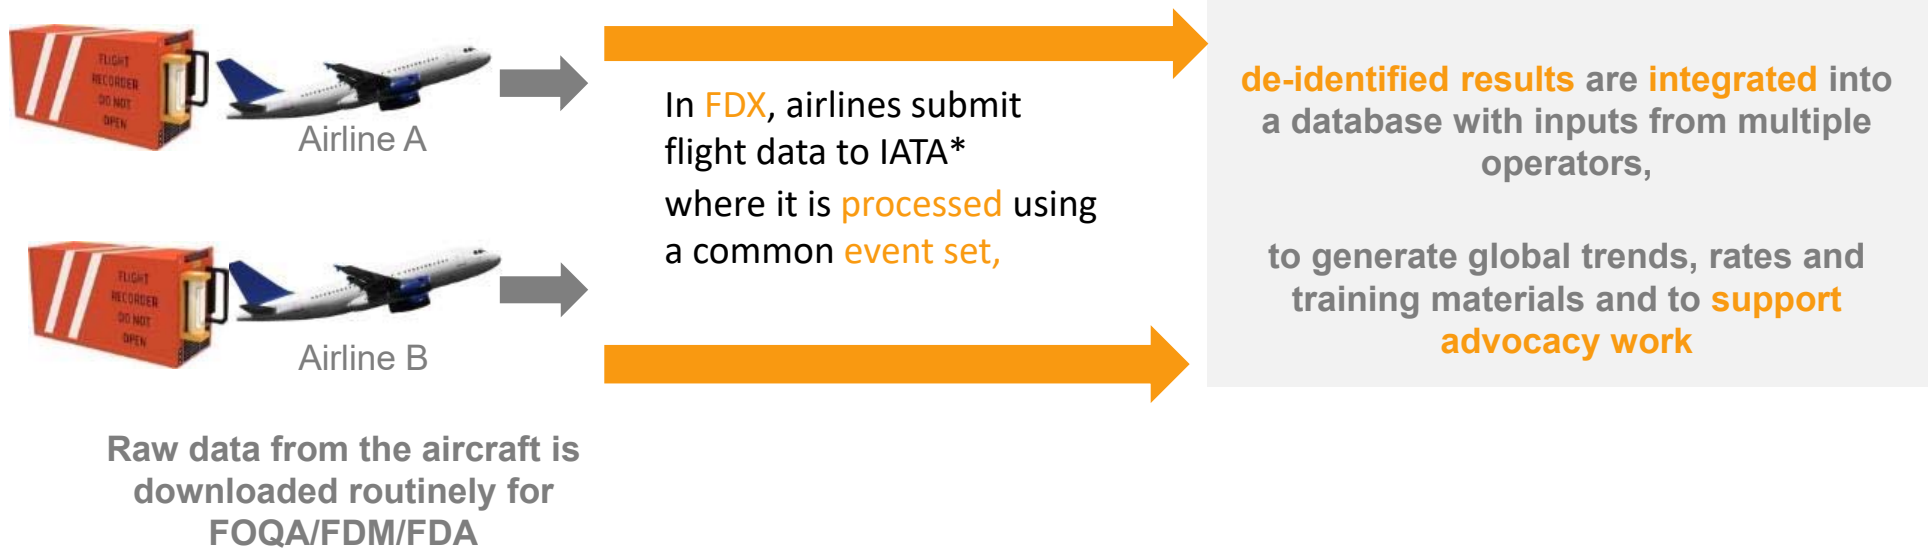 FLIGHT
RECORDER
DO NOT
OPEN
Airline A
FLIGHT
RECORDER
DO NOT
OPEN
Airline B
Raw data from the aircraft is
downloaded routinely for
FOQA/FDM/FDA
In FDX, airlines submit
flight data to IATA*
where it is processed using
a common event set,
de-identified results are integrated into
a database with inputs from multiple
operators,
to generate global trends, rates and
training materials and to support
advocacy work